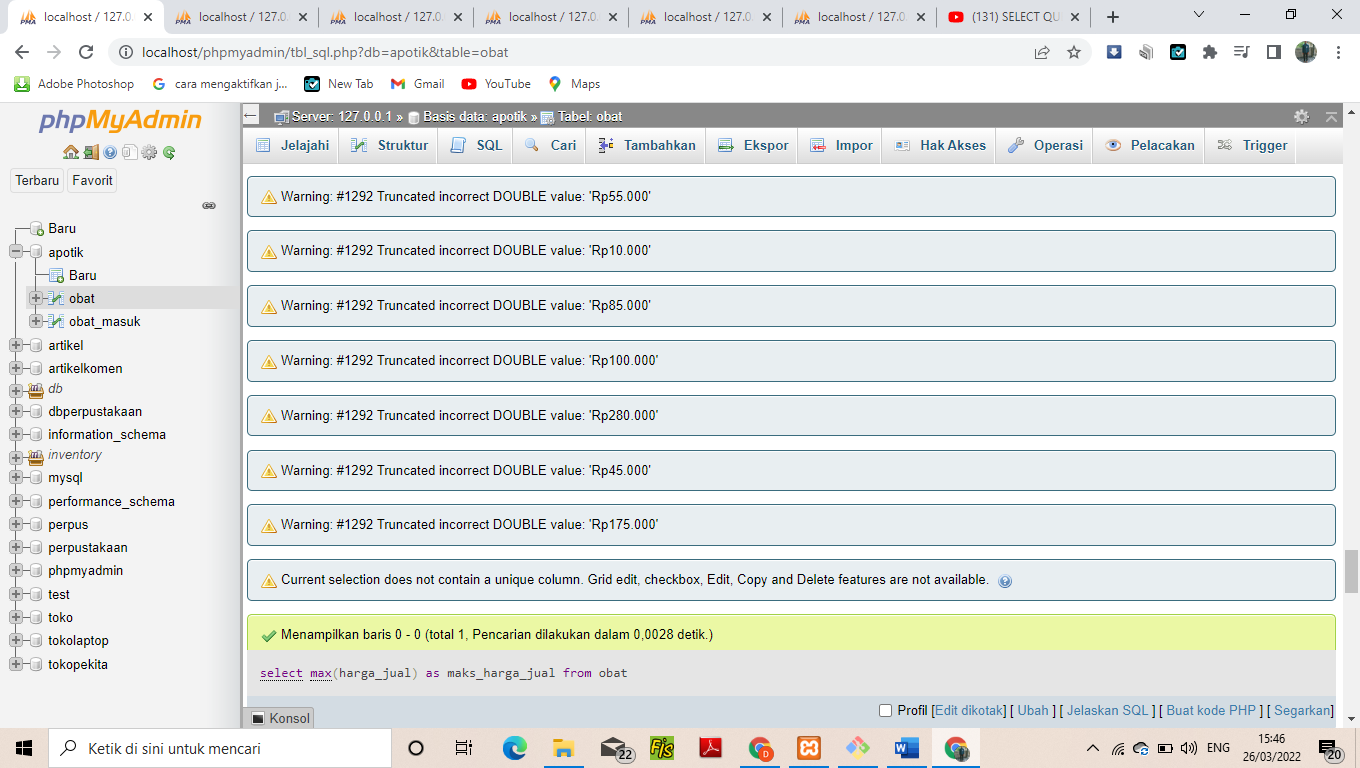 localhost / 127.0.
localhost / 127.0.
localhost / 127.0.
localhost / 127.0.
localhost / 127.0.
localhost / 127.0.
(131) SELECT QU
localhost/phpmyadmin/tbl_sql.php?db=apotik&table=obat
Adobe Photoshop
cara mengaktifkan j...
New Tab
Gmail
YouTube
Maps
phpMyAdmin
Terbaru Favorit
Baru
apotik
Baru
obat
obat_masuk
artikel
artikelkomen
db
dbperpustakaan
information_schema
inventory
mysql
performance_schema
perpus
perpustakaan
phpmyadmin
test
toko
tokolaptop
tokopekita
Server: 127.0.0.1 » Basis data: apotik » Tabel: obat
Jelajahi Struktur SQL Cari Tambahkan Ekspor Impor Hak Akses Operasi Pelacakan Trigger
Warning: #1292 Truncated incorrect DOUBLE value: 'Rp55.000'
Warning: #1292 Truncated incorrect DOUBLE value: 'Rp10.000'
Warning: #1292 Truncated incorrect DOUBLE value: 'Rp85.000'
Warning: #1292 Truncated incorrect DOUBLE value: 'Rp100.000'
Warning: #1292 Truncated incorrect DOUBLE value: 'Rp280.000'
Warning: #1292 Truncated incorrect DOUBLE value: 'Rp45.000'
Warning: #1292 Truncated incorrect DOUBLE value: 'Rp175.000'
Current selection does not contain a unique column. Grid edit, checkbox, Edit, Copy and Delete features are not available.
Menampilkan baris 0 - 0 (total 1, Pencarian dilakukan dalam 0,0028 detik.)
select max(harga_jual) as maks_harga_jual from obat
Profil [Edit dikotak] [ Ubah ] [ Jelaskan SQL ] [ Buat kode PHP ] [ Segarkan]
Konsol
Ketik di sini untuk mencari
22
Fis
D
ENG
15:46
26/03/2022
20